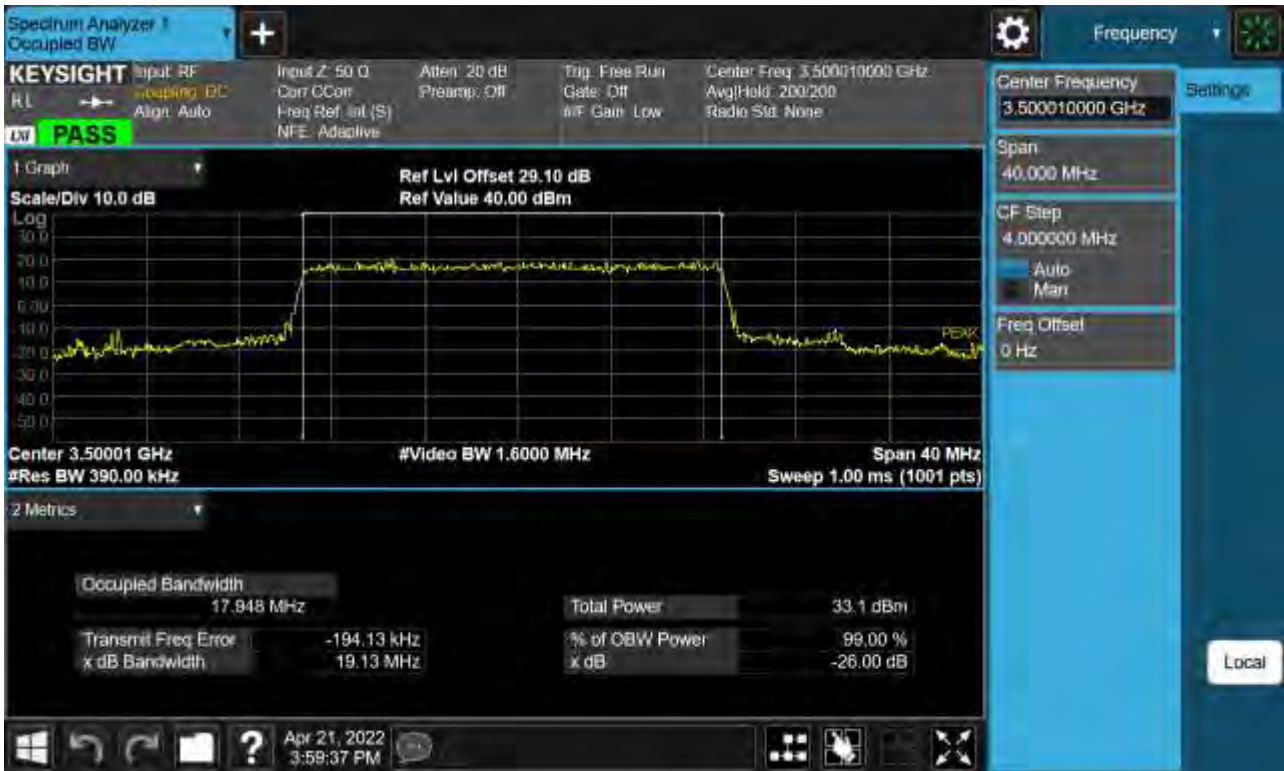 Spectrum Analyzer 1
Occupied BW
Frequency
KEYSIGHT
Input: RF
Coupling: DC
Align: Auto
Input Z: 50 Ω
Corr CCorr
Freq Ref: Int (S)
NFE: Adaptive
Atten: 20 dB
Preamp: Off
Trig: Free Run
Gate: Off
#IF Gain: Low
Center Freq: 3.500010000 GHz
Avg|Hold: 200/200
Radio Std: None
PASS
Center Frequency
3.500010000 GHz
Settings
Span
40.000 MHz
CF Step
4.000000 MHz
Auto
Man
Freq Offset
0 Hz
1 Graph
Scale/Div 10.0 dB
Ref Lvl Offset 29.10 dB
Ref Value 40.00 dBm
Log
30.0
20.0
10.0
0.00
-10.0
-20.0
-30.0
-40.0
-50.0
PEAK
Center 3.50001 GHz
#Video BW 1.6000 MHz
Span 40 MHz
#Res BW 390.00 kHz
Sweep 1.00 ms (1001 pts)
2 Metrics
Occupied Bandwidth
17.948 MHz
Total Power 33.1 dBm
Transmit Freq Error -194.13 kHz
% of OBW Power 99.00 %
x dB Bandwidth 19.13 MHz
x dB -26.00 dB
Local
?
Apr 21, 2022
3:59:37 PM